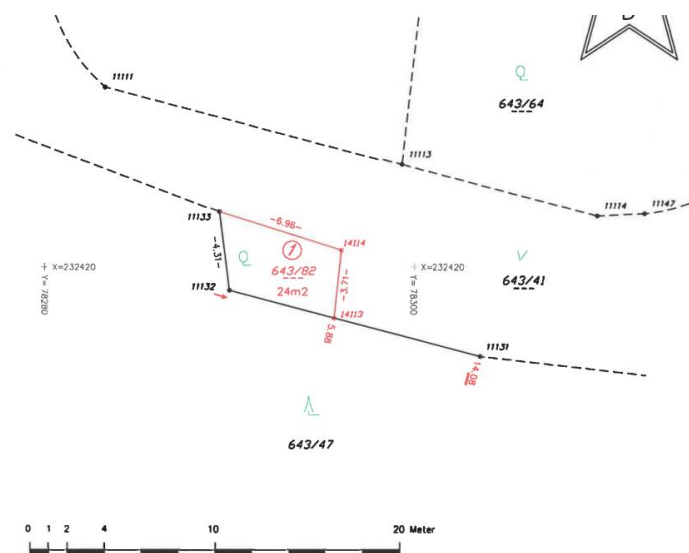 11111
Q
643/64
11113
11114
11147
11133
-6.96-
14114
1
-4.31-
Q
643/82
24m2
-3.71-
V
643/41
X=232420
Y= 78280
X=232420
Y= 78300
11132
14113
5.88
11131
14.08
643/47
0 1 2 4 10 20 Meter